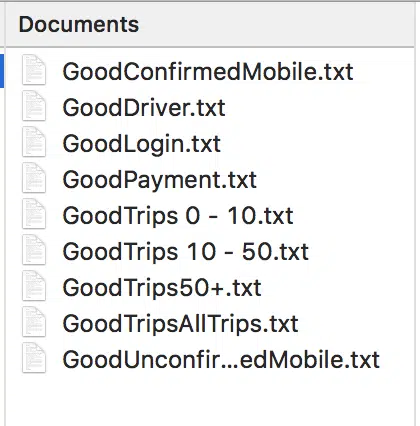 Documents
GoodConfirmedMobile.txt
GoodDriver.txt
GoodLogin.txt
GoodPayment.txt
GoodTrips 0 - 10.txt
GoodTrips 10 - 50.txt
GoodTrips50+.txt
GoodTripsAllTrips.txt
GoodUnconfir...edMobile.txt